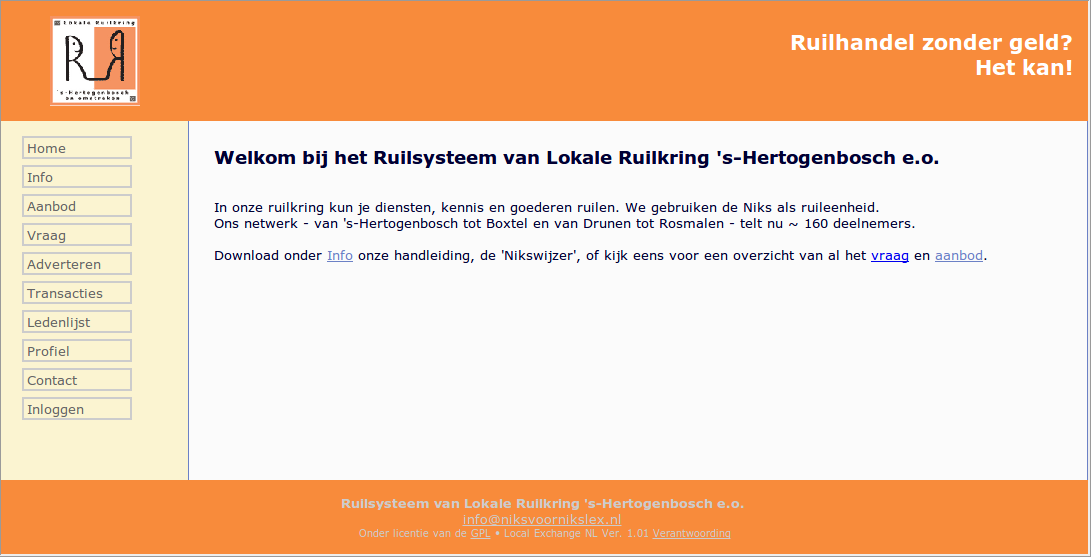 Lokale Ruilkring
's-Hertogenbosch
en omstreken
Ruilhandel zonder geld?
Het kan!
Home
Info
Aanbod
Vraag
Adverteren
Transacties
Ledenlijst
Profiel
Contact
Inloggen
Welkom bij het Ruilsysteem van Lokale Ruilkring 's-Hertogenbosch e.o.
In onze ruilkring kun je diensten, kennis en goederen ruilen. We gebruiken de Niks als ruileenheid.
Ons netwerk - van 's-Hertogenbosch tot Boxtel en van Drunen tot Rosmalen - telt nu ~ 160 deelnemers.
Download onder Info onze handleiding, de 'Nikswijzer', of kijk eens voor een overzicht van al het vraag en aanbod.
Ruilsysteem van Lokale Ruilkring 's-Hertogenbosch e.o.
info@niksvoornikslex.nl
Onder licentie van de GPL • Local Exchange NL Ver. 1.01 Verantwoording